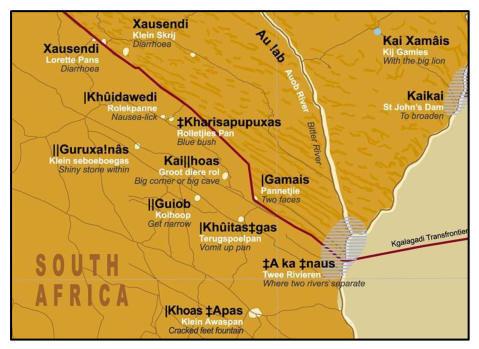 Xausendi
Klein Skrij
Diarrhoea
Xausendi
Lorette Pans
Diarrhoea
Au !ab
Auob River
Bitter River
Kai Xamâis
Kij Gamies
With the big lion
Kaikai
St John's Dam
To broaden
|Khûidawedi
Rolekpanne
Nausea-lick
‡Kharisapupuxas
Rolletjies Pan
Blue bush
||Guruxa!nâs
Klein seboeboegas
Shiny stone within
Kai||hoas
Groot diere rol
Big corner or big cave
|Gamais
Pannetjie
Two faces
||Guiob
Kolhoop
Get narrow
|Khûitas‡gas
Terugspoelpan
Vomit up pan
Kgalagadi Transfrontier
‡A ka ‡naus
Twee Rivieren
Where two rivers separate
SOUTH
AFRICA
|Khoas ‡Apas
Klein Awaspan
Cracked feet fountain